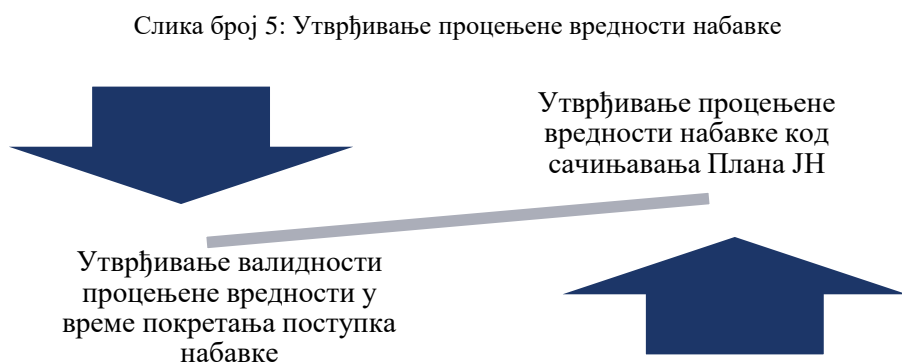 Слика број 5: Утврђивање процењене вредности набавке
Утврђивање процењене
вредности набавке код
сачињавања Плана ЈН
Утврђивање валидности
процењене вредности у
време покретања поступка
набавке